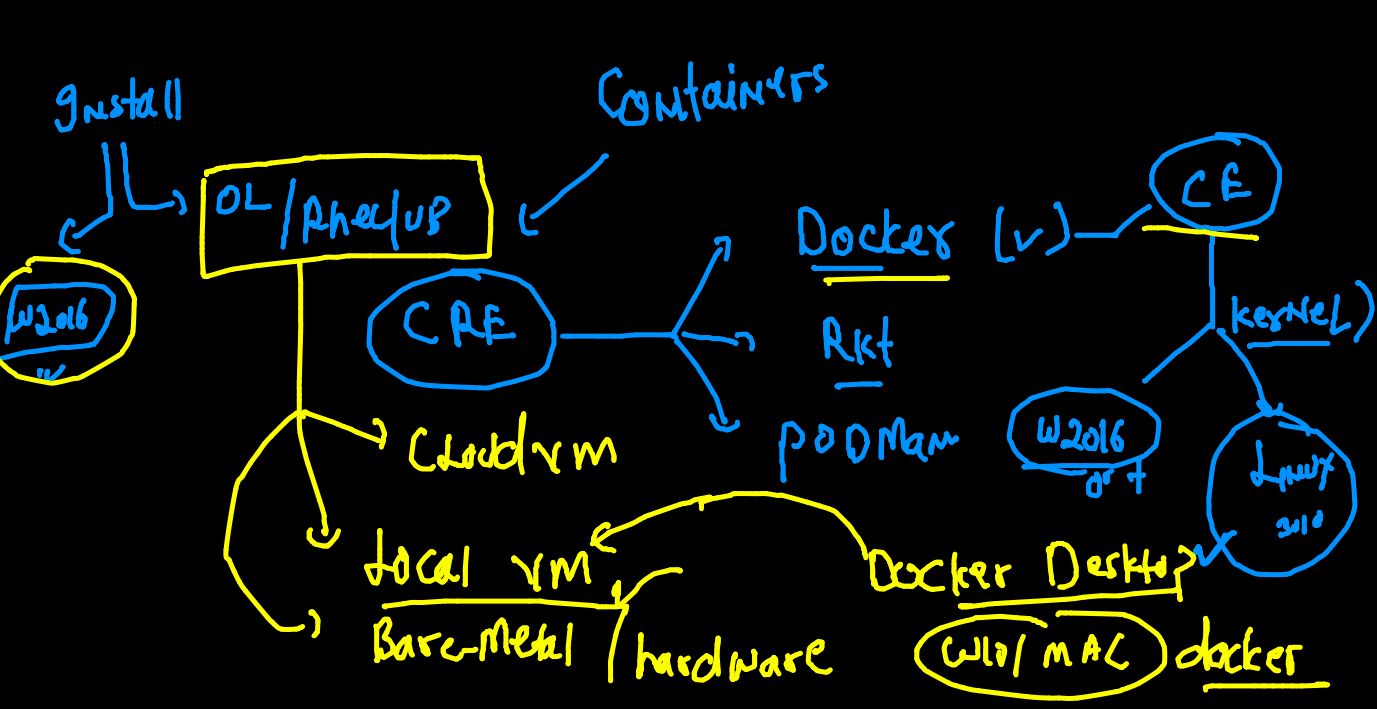 Install
Containers
OL/Rhel/UB
CE
Docker (v)
W2016
CRE
Rkt
kerNeL)
PODMan
W2016
or +
Cloud vm
Linux
Local vm
Docker Desktop
Bare-Metal / hardware
W10/ MAC docker